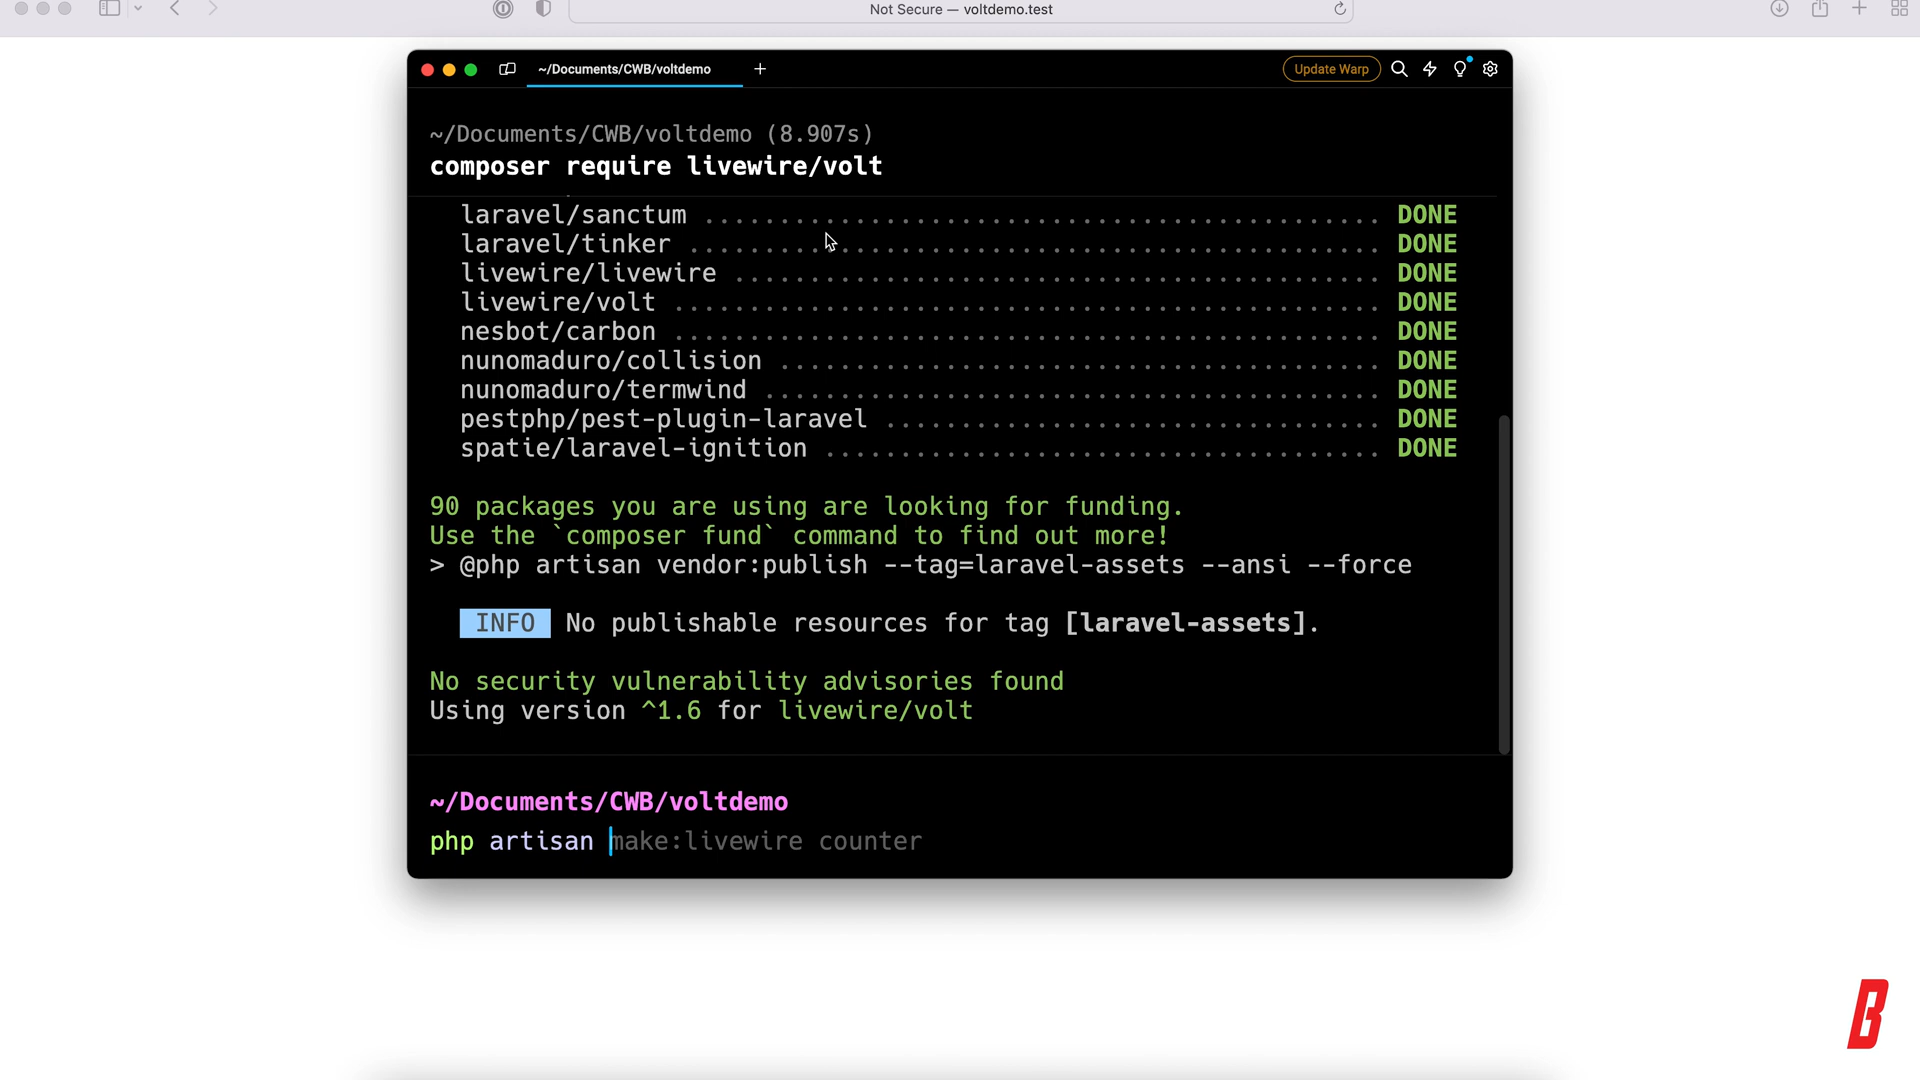 Not Secure — voltdemo.test
~/Documents/CWB/voltdemo
Update Warp
~/Documents/CWB/voltdemo (8.907s)
composer require livewire/volt
laravel/sanctum ............................................. DONE
laravel/tinker .............................................. DONE
livewire/livewire ........................................... DONE
livewire/volt ............................................... DONE
nesbot/carbon ............................................... DONE
nunomaduro/collision ........................................ DONE
nunomaduro/termwind ......................................... DONE
pestphp/pest-plugin-laravel ................................. DONE
spatie/laravel-ignition ..................................... DONE
90 packages you are using are looking for funding.
Use the `composer fund` command to find out more!
> @php artisan vendor:publish --tag=laravel-assets --ansi --force
INFO No publishable resources for tag [laravel-assets].
No security vulnerability advisories found
Using version ^1.6 for livewire/volt
~/Documents/CWB/voltdemo
php artisan make:livewire counter
B